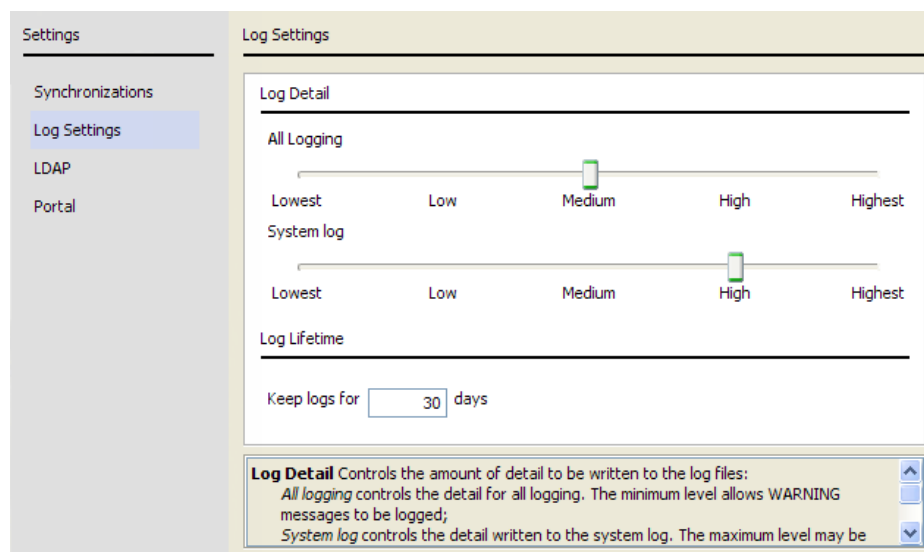 Settings
Synchronizations
Log Settings
LDAP
Portal
Log Settings
Log Detail
All Logging
Lowest Low Medium High Highest
System log
Lowest Low Medium High Highest
Log Lifetime
Keep logs for 30 days
Log Detail Controls the amount of detail to be written to the log files:
All logging controls the detail for all logging. The minimum level allows WARNING
messages to be logged;
System log controls the detail written to the system log. The maximum level may be